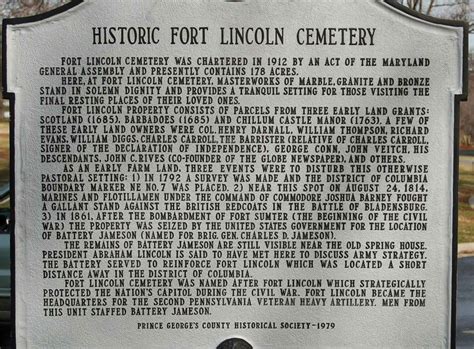 HISTORIC FORT LINCOLN CEMETERY
FORT LINCOLN CEMETERY WAS CHARTERED IN 1912 BY AN ACT OF THE MARYLAND
GENERAL ASSEMBLY AND PRESENTLY CONTAINS 178 ACRES.
HERE, AT FORT LINCOLN CEMETERY, MASTERWORKS OF MARBLE, GRANITE AND BRONZE
STAND IN SOLEMN DIGNITY AND PROVIDES A TRANQUIL SETTING FOR THOSE VISITING THE
FINAL RESTING PLACES OF THEIR LOVED ONES.
FORT LINCOLN PROPERTY CONSISTS OF PARCELS FROM THREE EARLY LAND GRANTS:
SCOTLAND (1685), BARBADOES (1685) AND CHILLUM CASTLE MANOR (1763). A FEW OF
THESE EARLY LAND OWNERS WERE COL. HENRY DARNALL, WILLIAM THOMPSON, RICHARD
EVANS, WILLIAM DIGGS, CHARLES CARROLL, THE BARRISTER (RELATIVE OF CHARLES CARROLL,
SIGNER OF THE DECLARATION OF INDEPENDENCE), GEORGE CONN, JOHN VEITCH, HIS
DESCENDANTS, JOHN C. RIVES (CO-FOUNDER OF THE GLOBE NEWSPAPER), AND OTHERS.
AS AN EARLY FARM LAND, THREE EVENTS WERE TO DISTURB THIS OTHERWISE
PASTORAL SETTING: 1) IN 1792 A SURVEY WAS MADE AND THE DISTRICT OF COLUMBIA
BOUNDARY MARKER NE NO. 7 WAS PLACED. 2) NEAR THIS SPOT ON AUGUST 24, 1814,
MARINES AND FLOTILLAMEN UNDER THE COMMAND OF COMMODORE JOSHUA BARNEY FOUGHT
A GALLANT STAND AGAINST THE BRITISH REDCOATS IN THE BATTLE OF BLADENSBURG.
3) IN 1861, AFTER THE BOMBARDMENT OF FORT SUMTER (THE BEGINNING OF THE CIVIL
WAR) THE PROPERTY WAS SEIZED BY THE UNITED STATES GOVERNMENT FOR THE LOCATION
OF BATTERY JAMESON (NAMED FOR BRIG. GEN. CHARLES D. JAMESON).
THE REMAINS OF BATTERY JAMESON ARE STILL VISIBLE NEAR THE OLD SPRING HOUSE.
PRESIDENT ABRAHAM LINCOLN IS SAID TO HAVE MET HERE TO DISCUSS ARMY STRATEGY.
THE BATTERY SERVED TO REINFORCE FORT LINCOLN WHICH WAS LOCATED A SHORT
DISTANCE AWAY IN THE DISTRICT OF COLUMBIA.
FORT LINCOLN CEMETERY WAS NAMED AFTER FORT LINCOLN WHICH STRATEGICALLY
PROTECTED THE NATION'S CAPITOL DURING THE CIVIL WAR. FORT LINCOLN BECAME THE
HEADQUARTERS FOR THE SECOND PENNSYLVANIA VETERAN HEAVY ARTILLERY. MEN FROM
THIS UNIT STAFFED BATTERY JAMESON.
PRINCE GEORGE'S COUNTY HISTORICAL SOCIETY-1979